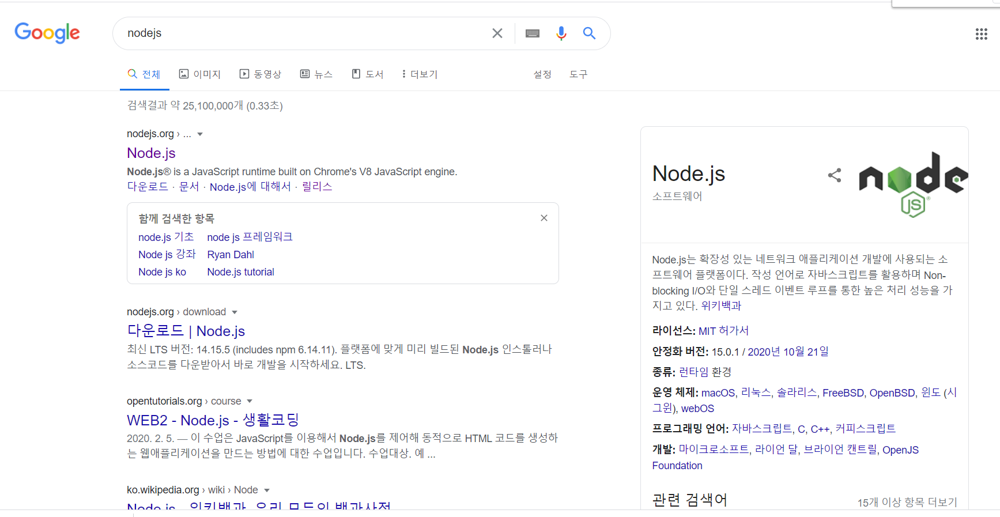 Google
nodejs
전체 이미지 동영상 뉴스 도서 더보기 설정 도구
검색결과 약 25,100,000개 (0.33초)
nodejs.org › ...
Node.js
Node.js® is a JavaScript runtime built on Chrome's V8 JavaScript engine.
다운로드 · 문서 · Node.js에 대해서 · 릴리스
함께 검색한 항목
node.js 기초 node js 프레임워크
Node js 강좌 Ryan Dahl
Node js ko Node.js tutorial
nodejs.org › download
다운로드 | Node.js
최신 LTS 버전: 14.15.5 (includes npm 6.14.11). 플랫폼에 맞게 미리 빌드된 Node.js 인스톨러나
소스코드를 다운받아서 바로 개발을 시작하세요. LTS.
opentutorials.org › course
WEB2 - Node.js - 생활코딩
2020. 2. 5. — 이 수업은 JavaScript를 이용해서 Node.js를 제어해 동적으로 HTML 코드를 생성하
는 웹애플리케이션을 만드는 방법에 대한 수업입니다. 수업대상. 예 ...
ko.wikipedia.org › wiki › Node
Node.js - 위키백과, 우리 모두의 백과사전
Node.js
소프트웨어
node
JS®
Node.js는 확장성 있는 네트워크 애플리케이션 개발에 사용되는 소
프트웨어 플랫폼이다. 작성 언어로 자바스크립트를 활용하며 Non-
blocking I/O와 단일 스레드 이벤트 루프를 통한 높은 처리 성능을 가
지고 있다. 위키백과
라이선스: MIT 허가서
안정화 버전: 15.0.1 / 2020년 10월 21일
종류: 런타임 환경
운영 체제: macOS, 리눅스, 솔라리스, FreeBSD, OpenBSD, 윈도 (시
그윈), webOS
프로그래밍 언어: 자바스크립트, C, C++, 커피스크립트
개발: 마이크로소프트, 라이언 달, 브라이언 캔트릴, OpenJS
Foundation
관련 검색어 15개 이상 항목 더보기